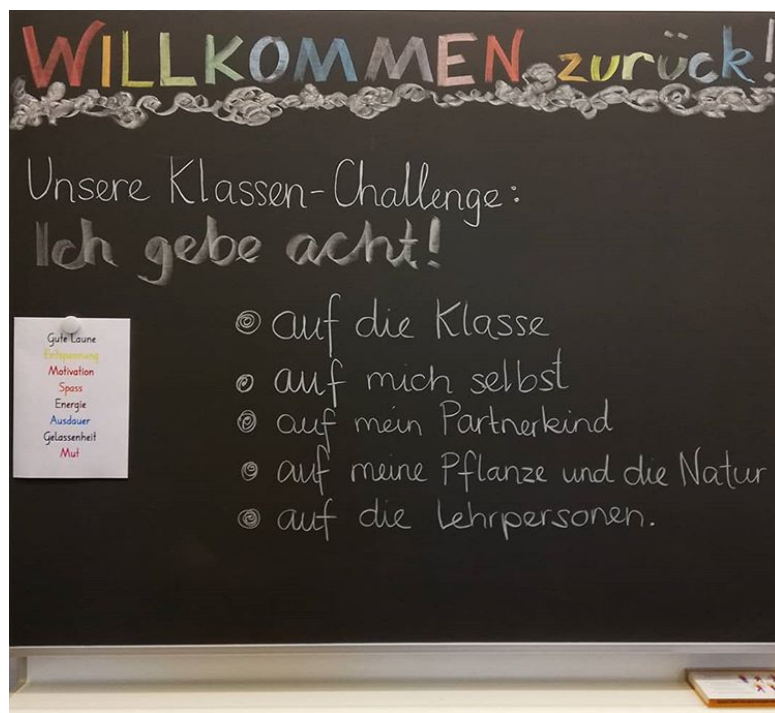 WILLKOMMEN zurück!
Unsere Klassen-Challenge:
Ich gebe acht!
auf die Klasse
auf mich selbst
auf mein Partnerkind
auf meine Pflanze und die Natur
auf die Lehrpersonen.
Gute Laune
Entspannung
Motivation
Spass
Energie
Ausdauer
Gelassenheit
Mut